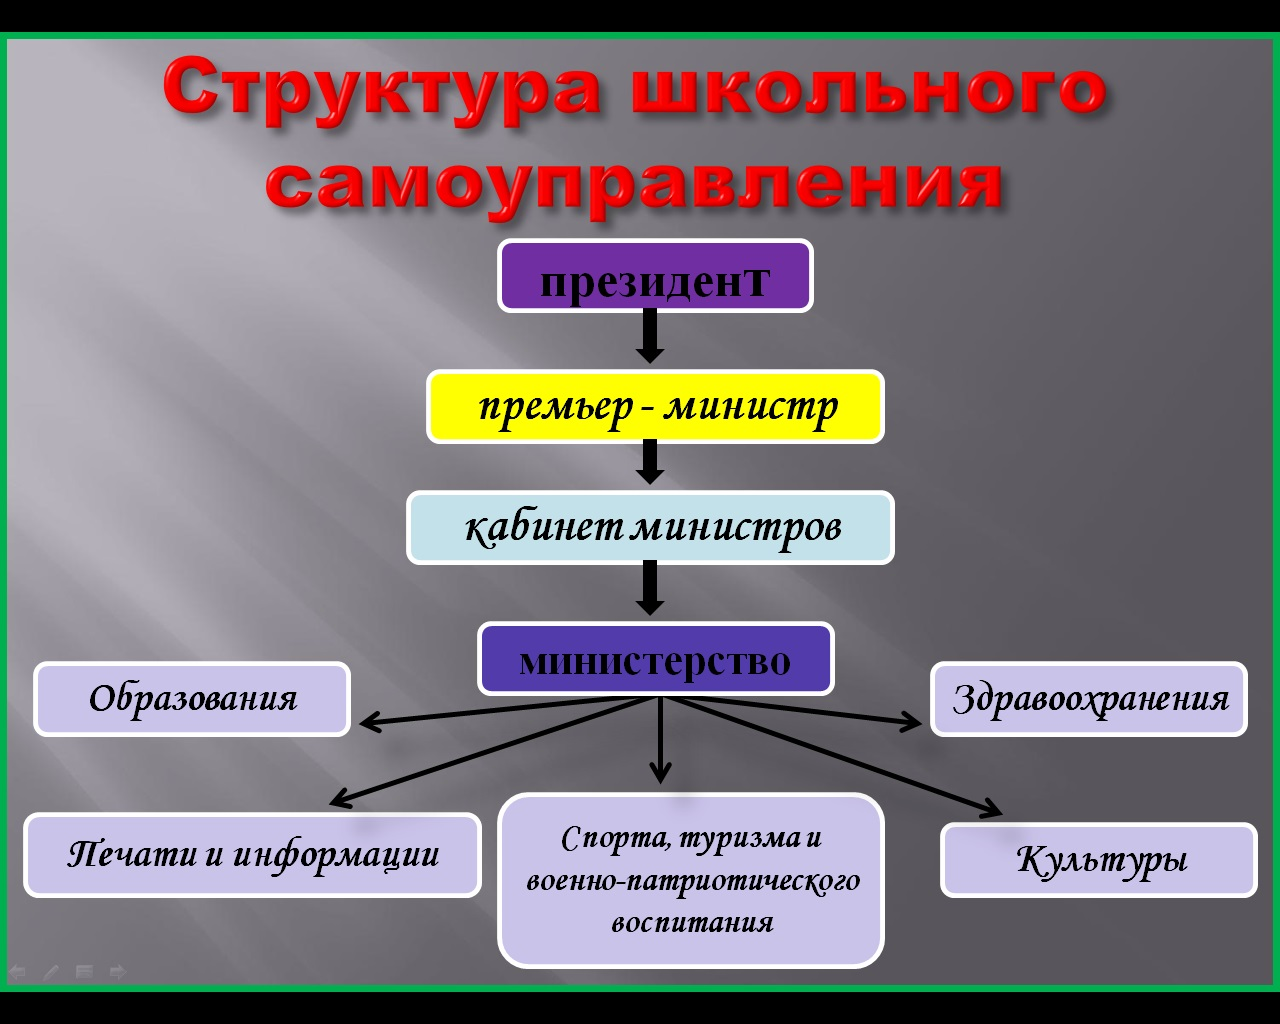 Структура школьного
самоуправления
президенТ
премьер - министр
кабинет министров
министерство
Образования
Здравоохранения
Печати и информации
Спорта, туризма и
военно-патриотического
воспитания
Культуры